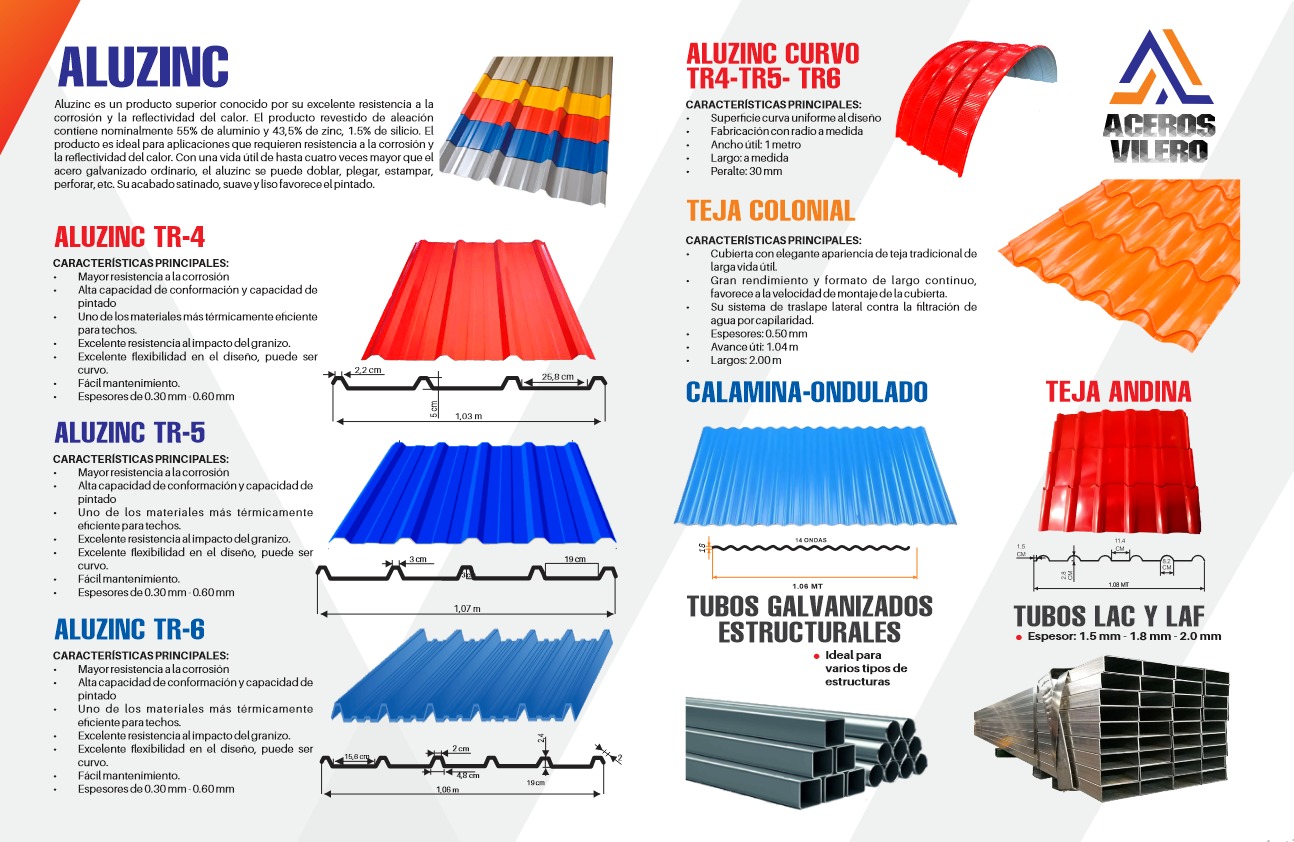 ALUZINC
Aluzinc es un producto superior conocido por su excelente resistencia a la
corrosión y la reflectividad del calor. El producto revestido de aleación
contiene nominalmente 55% de aluminio y 43,5% de zinc, 1.5% de silicio. El
producto es ideal para aplicaciones que requieren resistencia a la corrosión y
la reflectividad del calor. Con una vida útil de hasta cuatro veces mayor que el
acero galvanizado ordinario, el aluzinc se puede doblar, plegar, estampar,
perforar, etc. Su acabado satinado, suave y liso favorece el pintado.
ALUZINC TR-4
CARACTERÍSTICAS PRINCIPALES:
• Mayor resistencia a la corrosión
• Alta capacidad de conformación y capacidad de
pintado
• Uno de los materiales más térmicamente eficiente
para techos.
• Excelente resistencia al impacto del granizo.
• Excelente flexibilidad en el diseño, puede ser
curvo.
• Fácil mantenimiento.
• Espesores de 0.30 mm - 0.60 mm
2,2 cm
25,8 cm
5 cm
1,03 m
ALUZINC TR-5
CARACTERÍSTICAS PRINCIPALES:
• Mayor resistencia a la corrosión
• Alta capacidad de conformación y capacidad de
pintado
• Uno de los materiales más térmicamente
eficiente para techos.
• Excelente resistencia al impacto del granizo.
• Excelente flexibilidad en el diseño, puede ser
curvo.
• Fácil mantenimiento.
• Espesores de 0.30 mm - 0.60 mm
3 cm
19 cm
1,07 m
ALUZINC TR-6
CARACTERÍSTICAS PRINCIPALES:
• Mayor resistencia a la corrosión
• Alta capacidad de conformación y capacidad de
pintado
• Uno de los materiales más térmicamente
eficiente para techos.
• Excelente resistencia al impacto del granizo.
• Excelente flexibilidad en el diseño, puede ser
curvo.
• Fácil mantenimiento.
• Espesores de 0.30 mm - 0.60 mm
15,6 cm
2 cm
2,4
2
4,8 cm
19 cm
1,06 m
ALUZINC CURVO
TR4-TR5- TR6
CARACTERÍSTICAS PRINCIPALES:
• Superficie curva uniforme al diseño
• Fabricación con radio a medida
• Ancho útil: 1 metro
• Largo: a medida
• Peralte: 30 mm
ACEROS
VILERO
TEJA COLONIAL
CARACTERÍSTICAS PRINCIPALES:
• Cubierta con elegante apariencia de teja tradicional de
larga vida útil.
• Gran rendimiento y formato de largo continuo,
favorece a la velocidad de montaje de la cubierta.
• Su sistema de traslape lateral contra la filtración de
agua por capilaridad.
• Espesores: 0.50 mm
• Avance úti: 1.04 m
• Largos: 2.00 m
CALAMINA-ONDULADO
14 ONDAS
1.8
1.06 MT
TEJA ANDINA
1.5
CM
11.4
CM
2.8
CM
8.2
CM
1.08 MT
TUBOS GALVANIZADOS
ESTRUCTURALES
• Ideal para
varios tipos de
estructuras
TUBOS LAC Y LAF
• Espesor: 1.5 mm - 1.8 mm - 2.0 mm